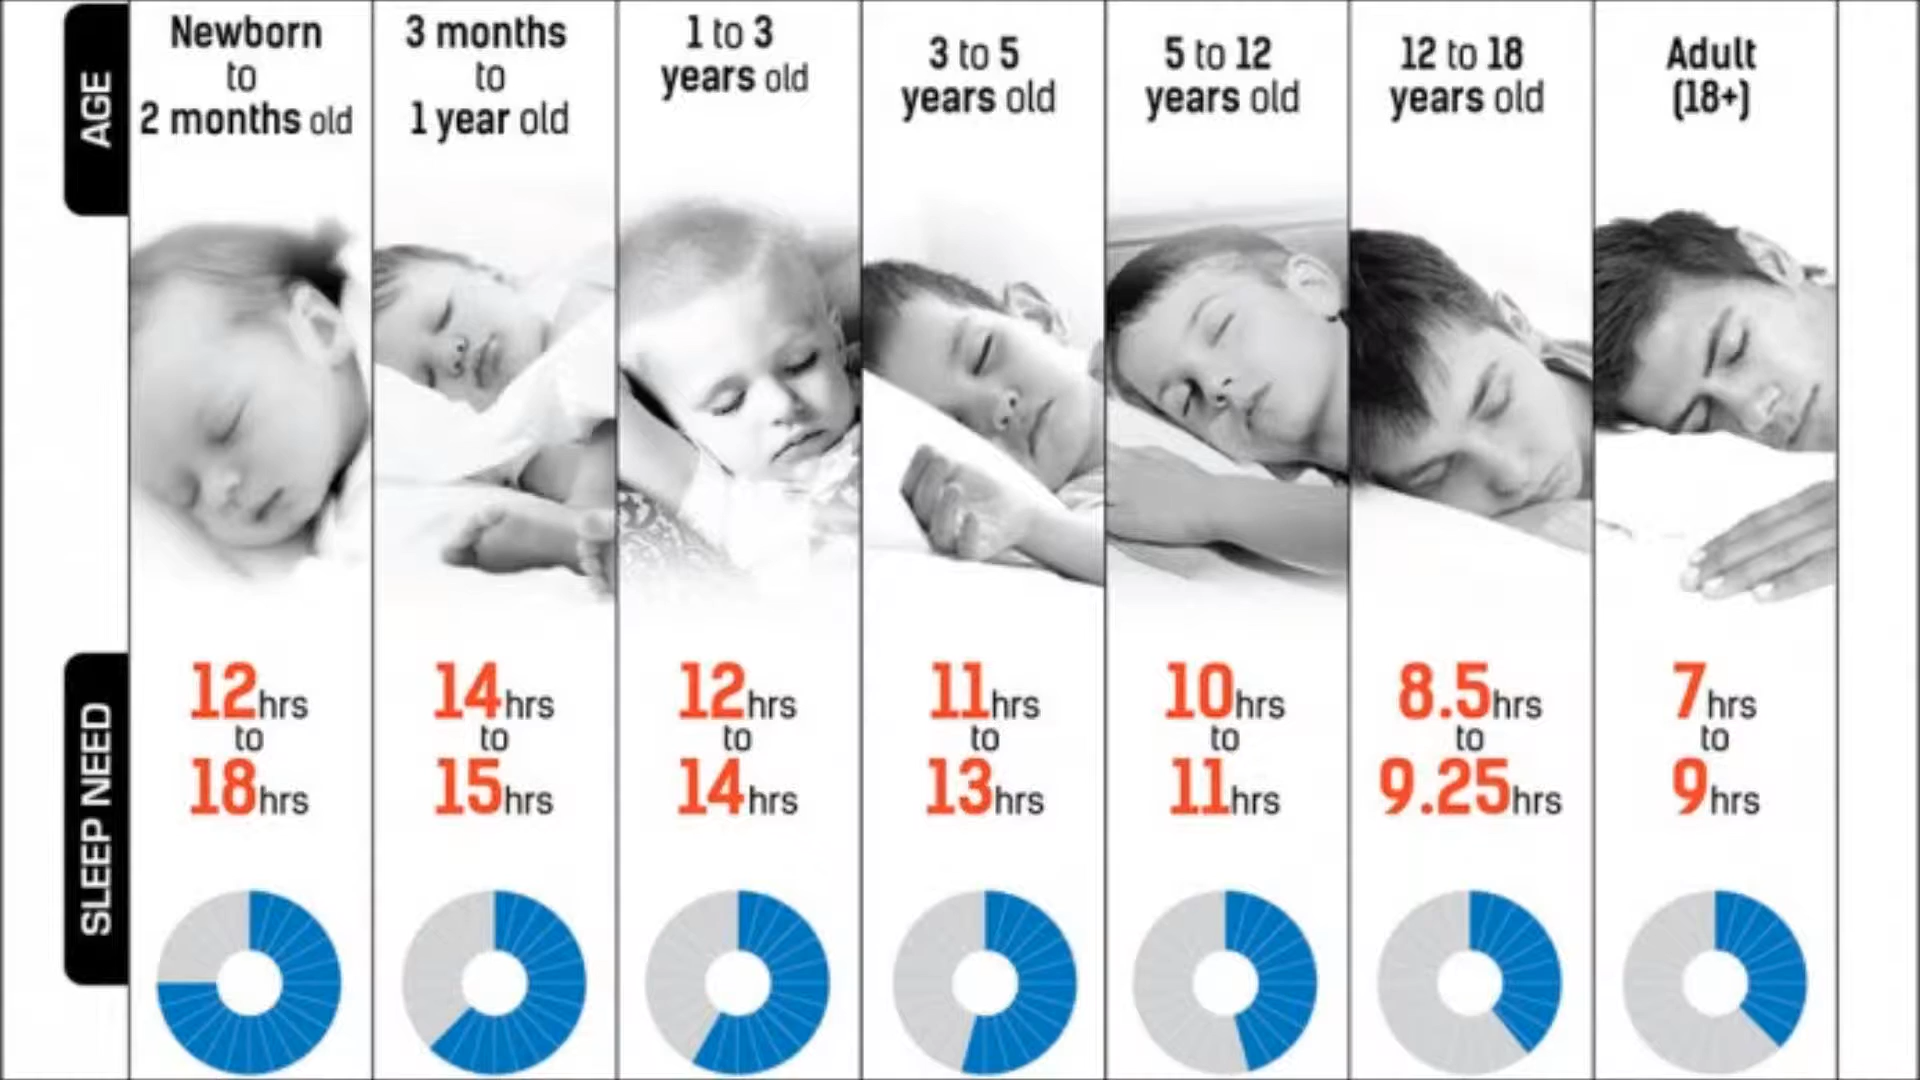 AGE
Newborn
to
2 months old
3 months
to
1 year old
1 to 3
years old
3 to 5
years old
5 to 12
years old
12 to 18
years old
Adult
(18+)
SLEEP NEED
12hrs
to
18hrs
14hrs
to
15hrs
12hrs
to
14hrs
11hrs
to
13hrs
10hrs
to
11hrs
8.5hrs
to
9.25hrs
7hrs
to
9hrs